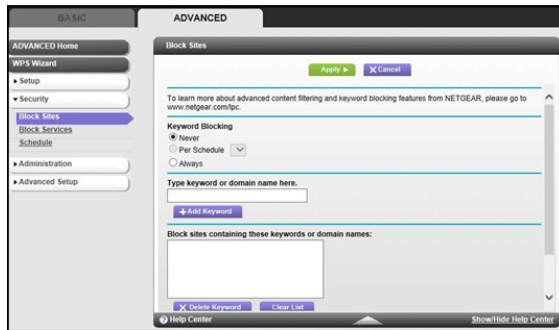 BASIC
ADVANCED
ADVANCED Home
WPS Wizard
Setup
Security
Block Sites
Block Services
Schedule
Administration
Advanced Setup
Block Sites
Apply
Cancel
To learn more about advanced content filtering and keyword blocking features from NETGEAR, please go to
www.netgear.com/lpc.
Keyword Blocking
Never
Per Schedule
Always
Type keyword or domain name here.
Add Keyword
Block sites containing these keywords or domain names:
Delete Keyword
Clear List
Help Center
Show/Hide Help Center